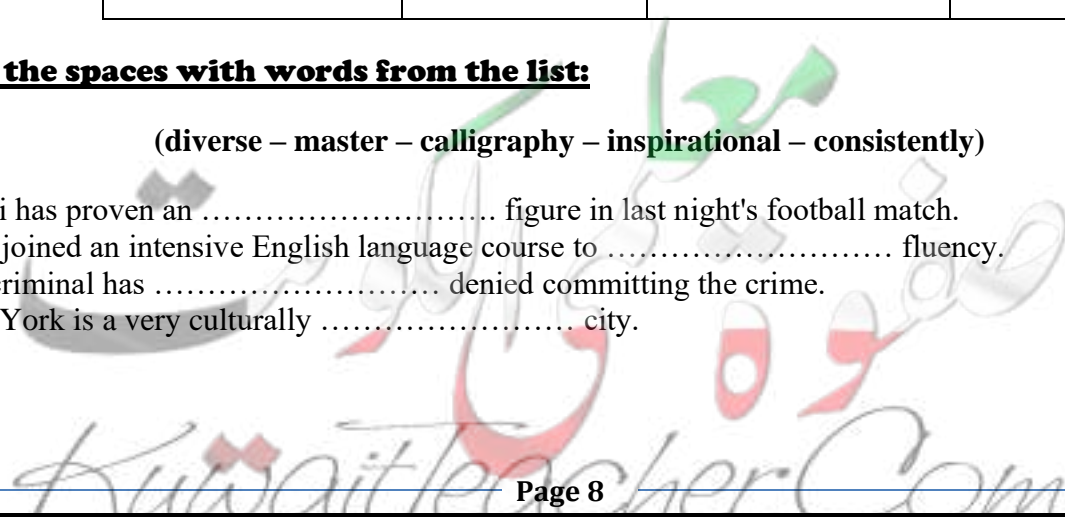 the spaces with words from the list:
(diverse – master – calligraphy – inspirational – consistently)
i has proven an ……………………….. figure in last night's football match.
joined an intensive English language course to ……………………… fluency.
criminal has ……………………… denied committing the crime.
York is a very culturally …………………… city.
KuwaitTeacher.Com
Page 8